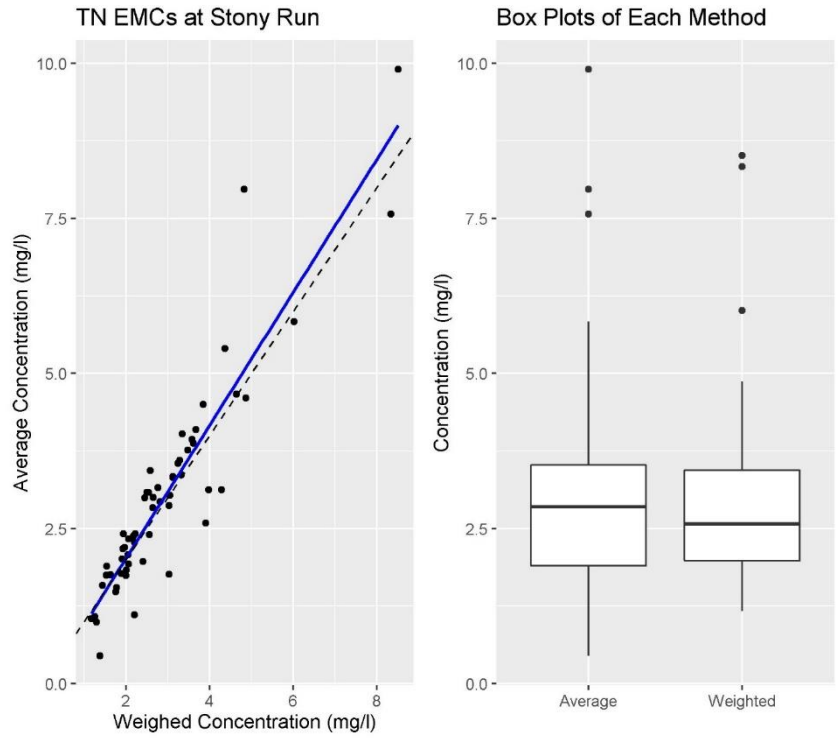 TN EMCs at Stony Run
Average Concentration (mg/l)
10.0
7.5
5.0
2.5
0.0
2
4
6
8
Weighed Concentration (mg/l)
Box Plots of Each Method
Concentration (mg/l)
10.0
7.5
5.0
2.5
0.0
Average
Weighted